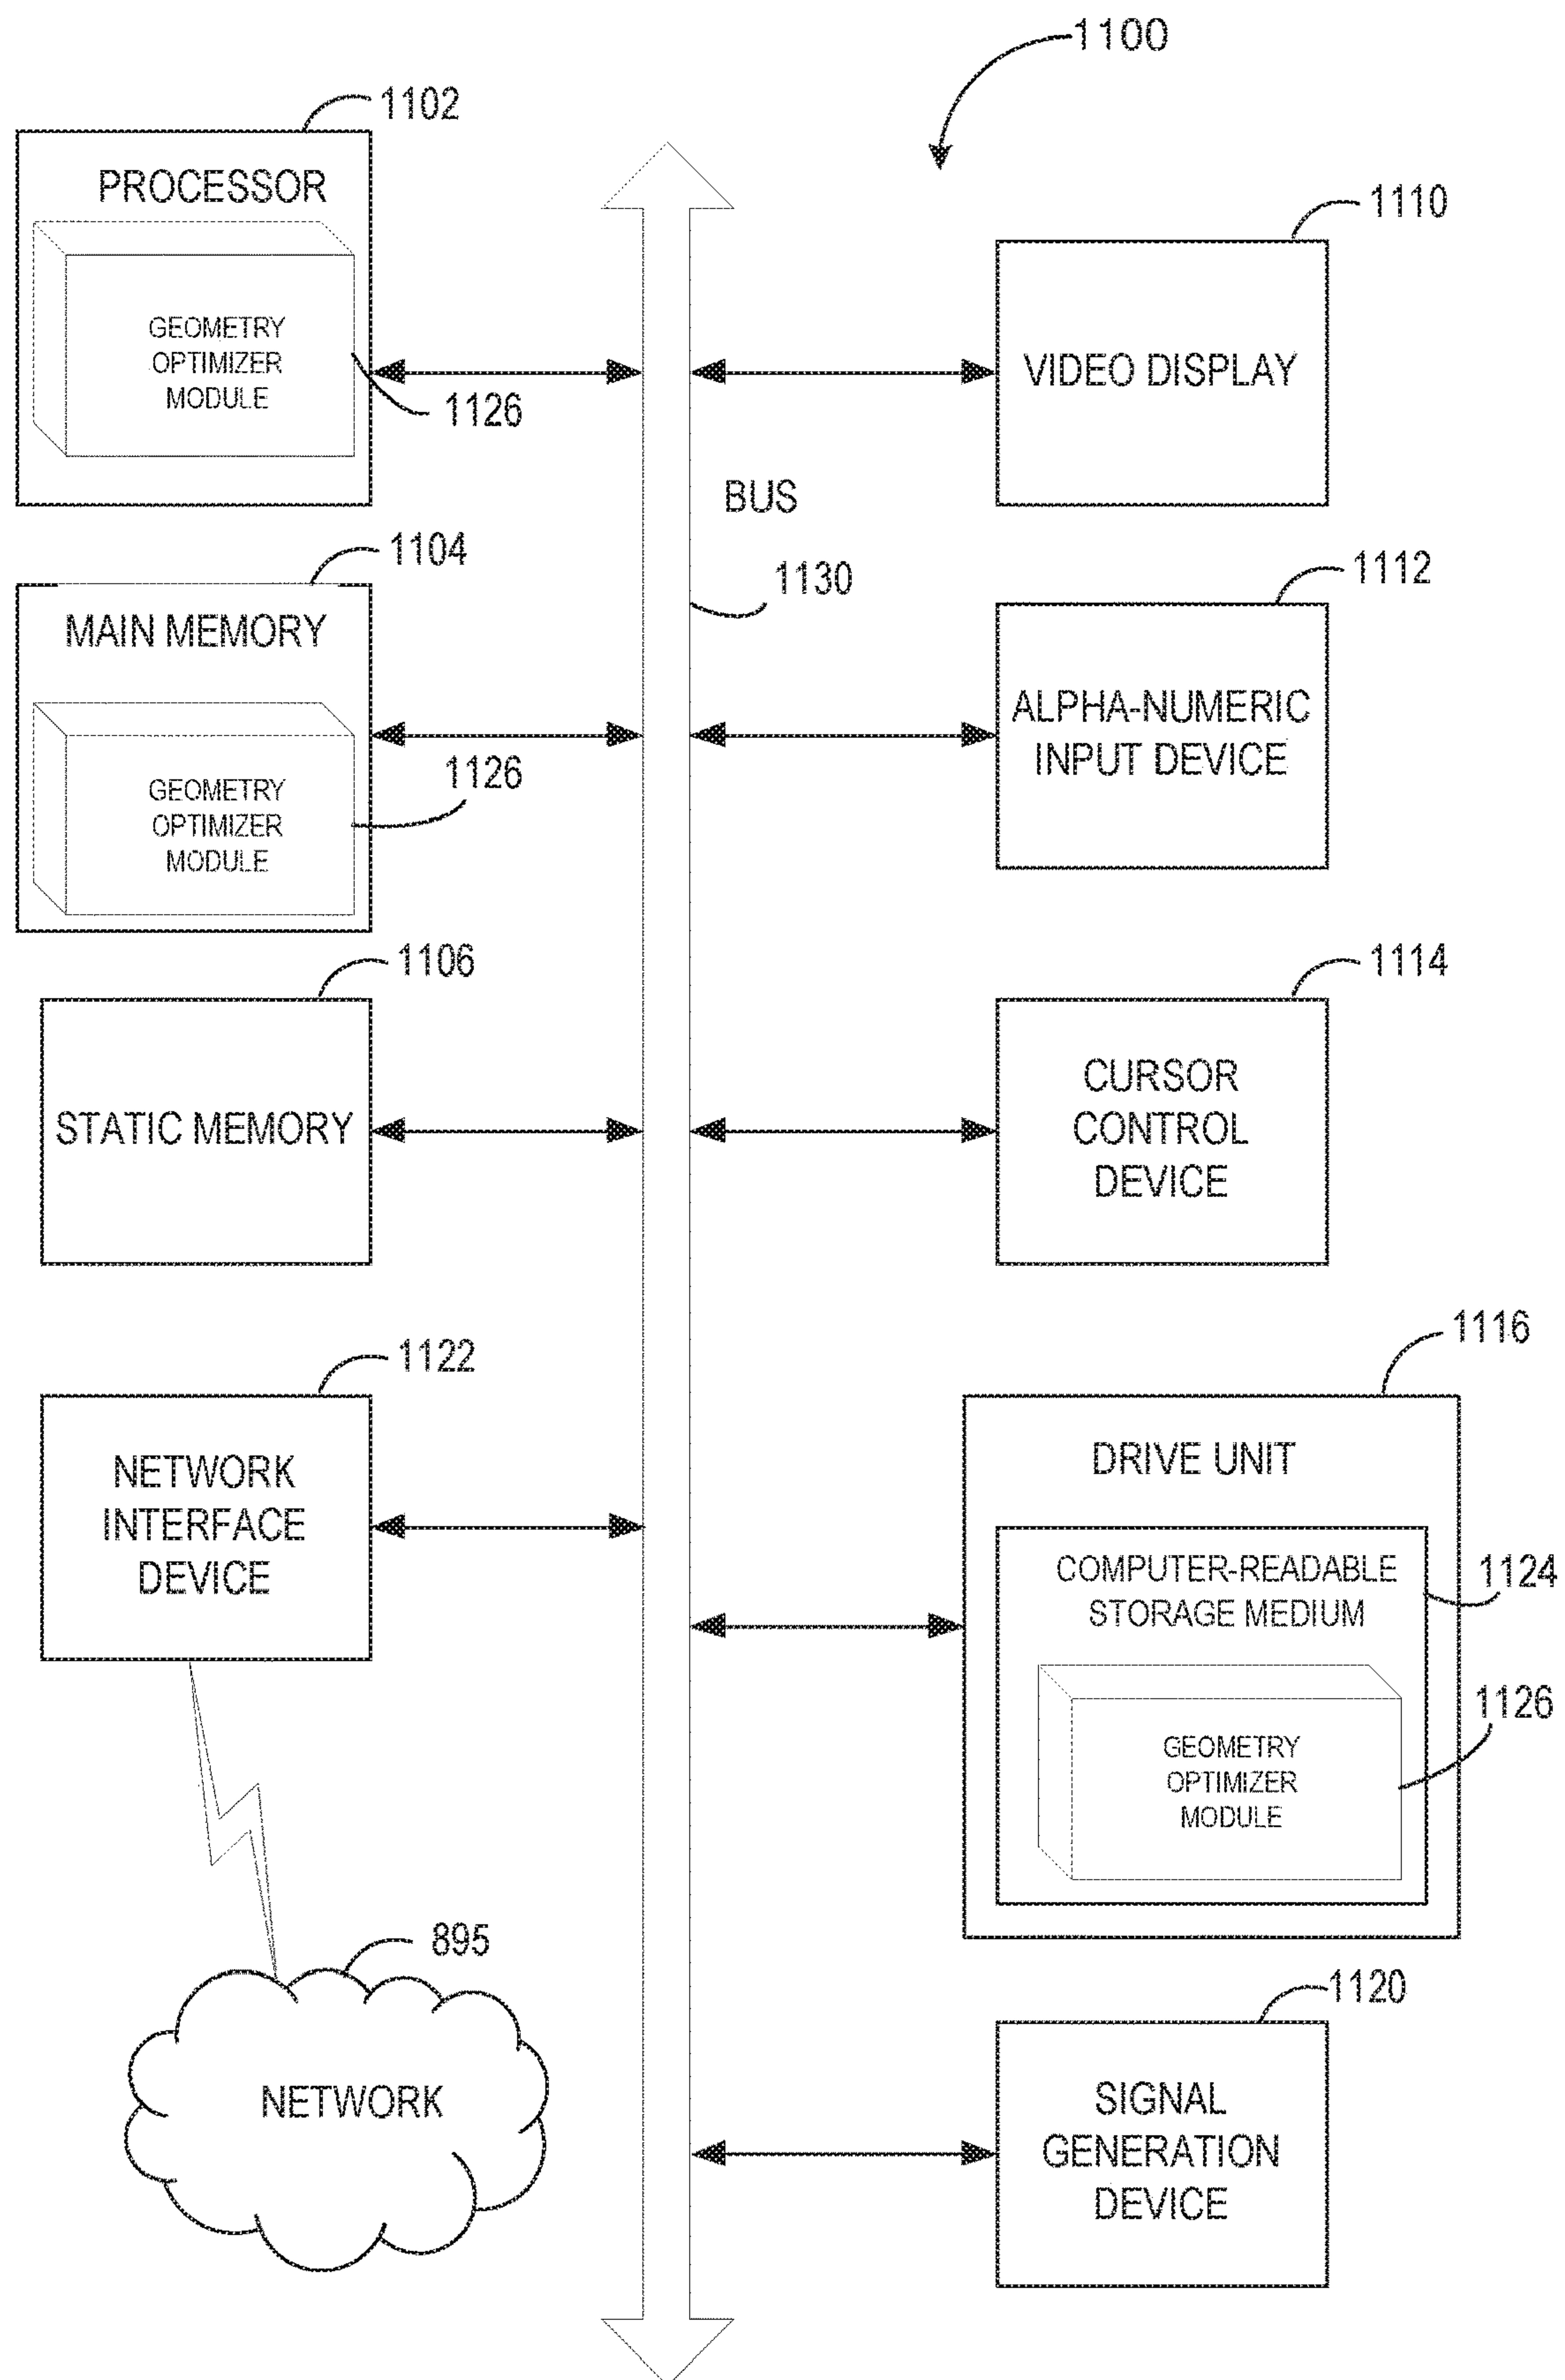 1100
1102
PROCESSOR
GEOMETRY
OPTIMIZER
MODULE
1126
1104
MAIN MEMORY
GEOMETRY
OPTIMIZER
MODULE
1126
1106
STATIC MEMORY
1122
NETWORK
INTERFACE
DEVICE
895
NETWORK
BUS
1130
1110
VIDEO DISPLAY
1112
ALPHA-NUMERIC
INPUT DEVICE
1114
CURSOR
CONTROL
DEVICE
1116
DRIVE UNIT
COMPUTER-READABLE
STORAGE MEDIUM
1124
GEOMETRY
OPTIMIZER
MODULE
1126
1120
SIGNAL
GENERATION
DEVICE